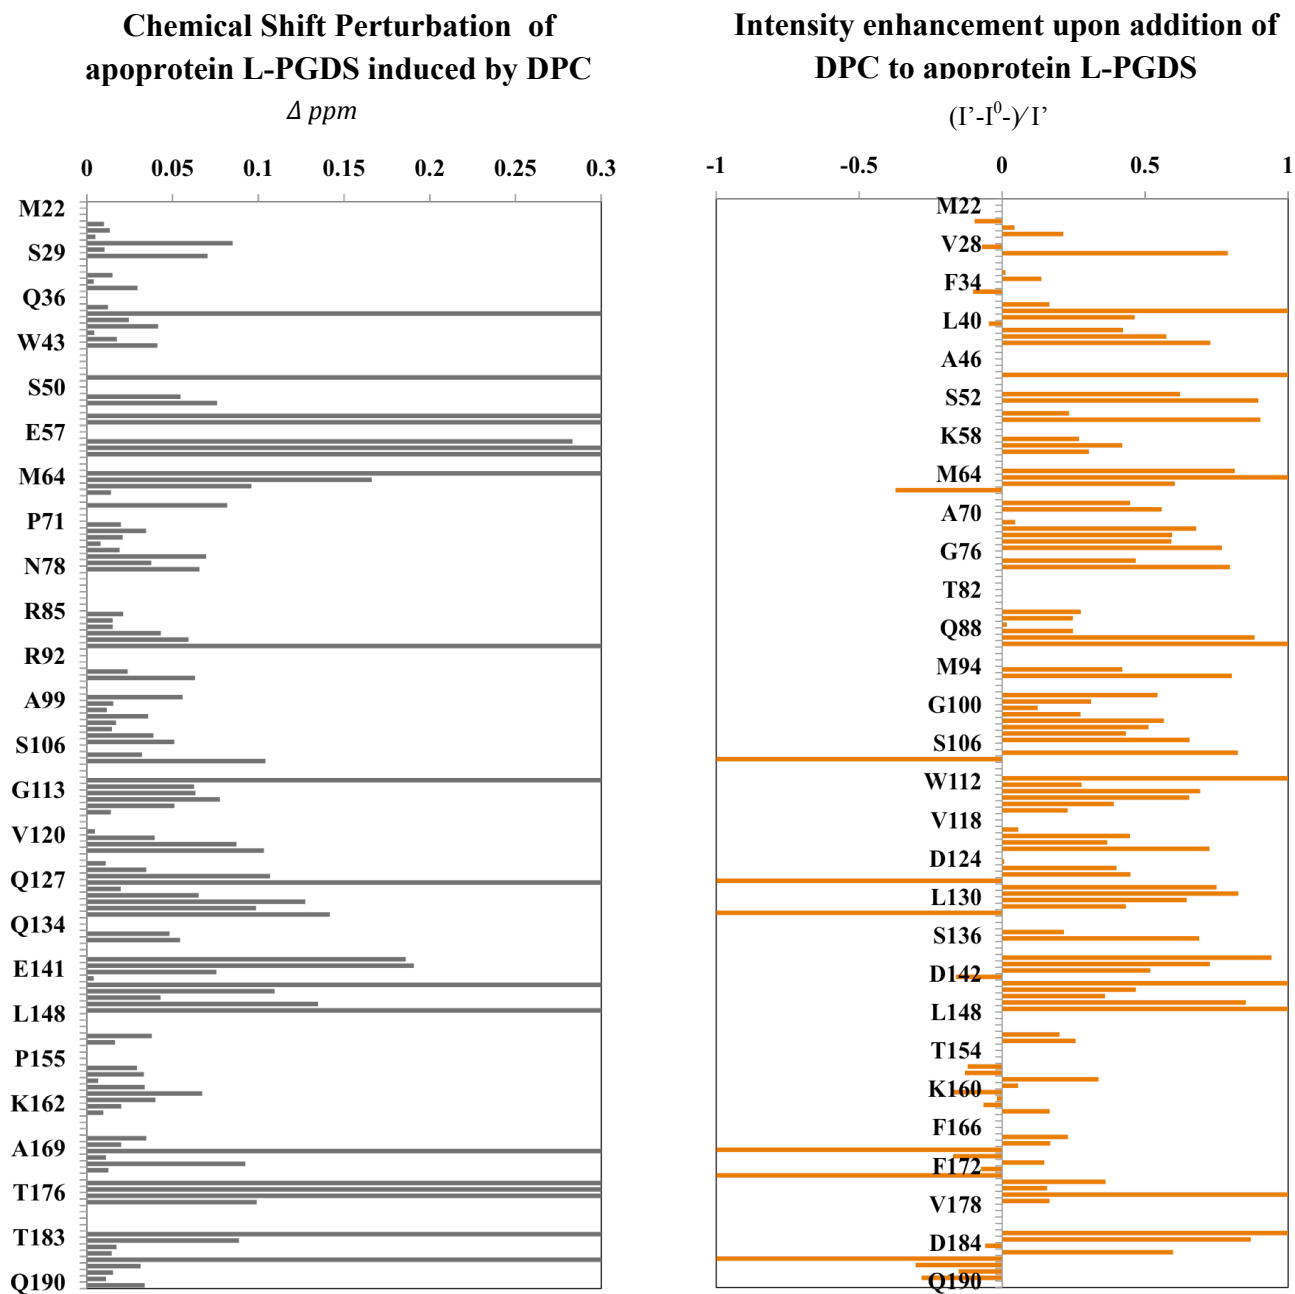 Chemical Shift Perturbation of
apoprotein L-PGDS induced by DPC
Δ ppm
0 0.05 0.1 0.15 0.2 0.25 0.3
M22
S29
Q36
W43
S50
E57
M64
P71
N78
R85
R92
A99
S106
G113
V120
Q127
Q134
E141
L148
P155
K162
A169
T176
T183
Q190
Intensity enhancement upon addition of
DPC to apoprotein L-PGDS
(I’-I⁰-)/I’
-1 -0.5 0 0.5 1
M22
V28
F34
L40
A46
S52
K58
M64
A70
G76
T82
Q88
M94
G100
S106
W112
V118
D124
L130
S136
D142
L148
T154
K160
F166
F172
V178
D184
Q190